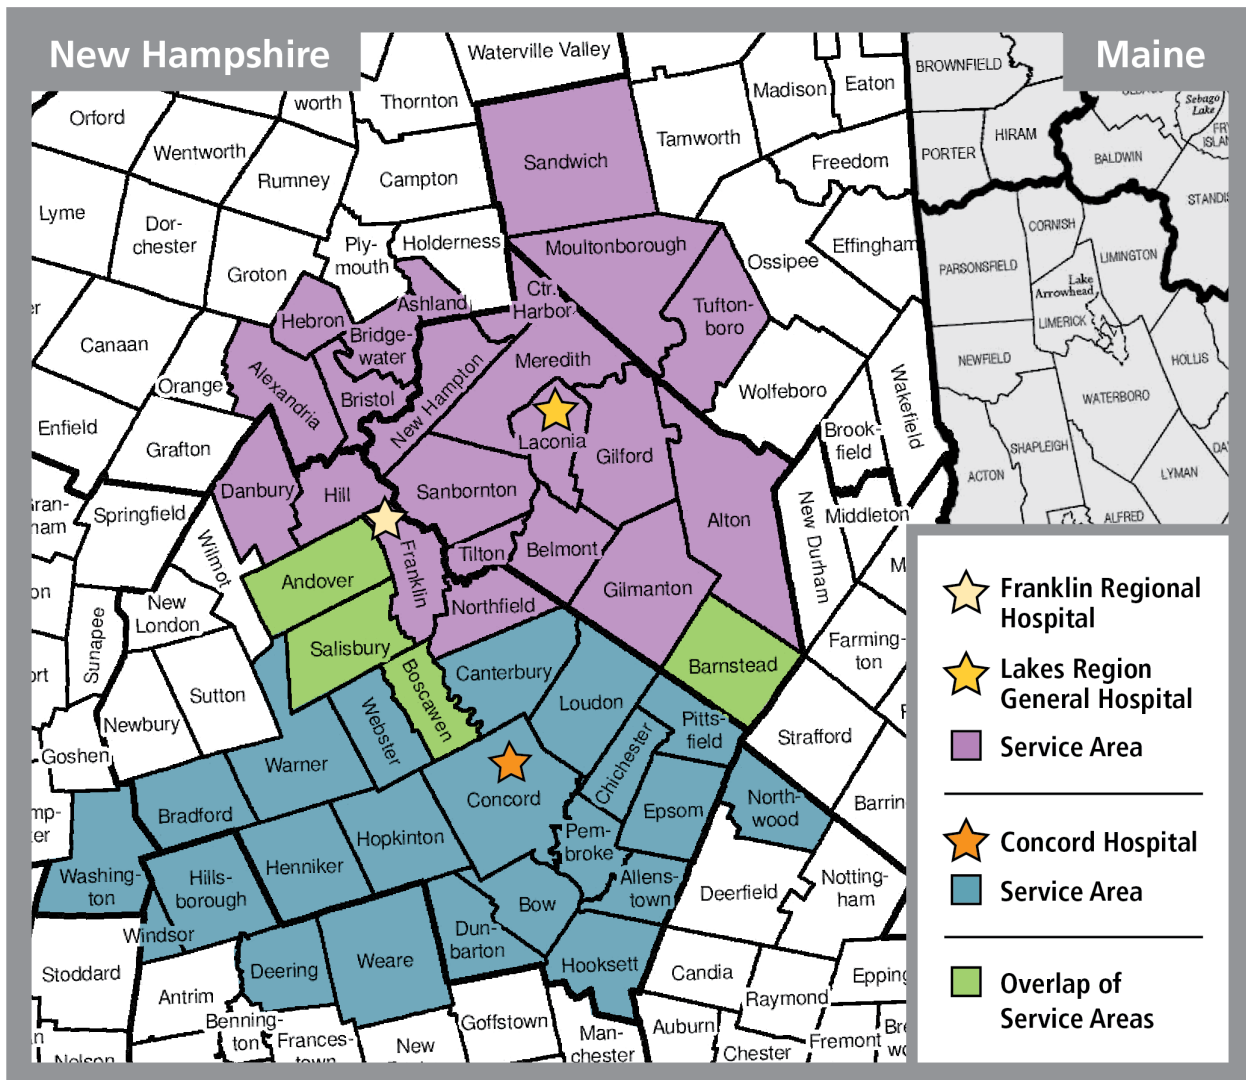 New Hampshire
Maine
Waterville Valley
Thornton
worth
Orford
Wentworth
Rumney
Campton
Sandwich
Tamworth
Madison
Eaton
Freedom
BROWNFIELD
HIRAM
PORTER
BALDWIN
Sebago
Lake
STANDIS
CORNISH
LIMINGTON
PARSONSFIELD
Lake
Arrowhead
LIMERICK
NEWFIELD
HOLLIS
WATERBORO
SHAPLEIGH
ACTON
LYMAN
ALFRED
Lyme
Dor-
chester
Groton
Ply-
mouth
Holderness
Moultonborough
Ossipee
Effingham
Ashland
Ctr.
Harbor
Tufton-
boro
Hebron
Bridge-
water
Meredith
Canaan
Orange
Alexandria
Bristol
New Hampton
Wolfeboro
Wakefield
Brook-
field
Enfield
Grafton
Laconia
Gilford
Danbury
Hill
Sanbornton
Alton
New Durham
Middleton
Gran-
ham
Springfield
Wilmot
Franklin
Tilton
Belmont
Gilmanton
Andover
Northfield
New
London
Sunapee
Farming-
ton
Salisbury
Boscawen
Canterbury
Barnstead
Sutton
Newbury
Webster
Loudon
Pitts-
field
Strafford
Goshen
Warner
Chichester
Concord
Bradford
Hopkinton
Pem-
broke
Epsom
North-
wood
Barrin
Washing-
ton
Hills-
borough
Henniker
Allens-
town
Deerfield
Notting-
ham
Bow
Windsor
Dun-
barton
Stoddard
Deering
Weare
Hooksett
Candia
Epping
Antrim
Raymond
Benning-
ton
Frances-
town
New
Goffstown
Man-
chester
Auburn
Chester
Fremont
Nelson
Franklin Regional
Hospital
Lakes Region
General Hospital
Service Area
Concord Hospital
Service Area
Overlap of
Service Areas